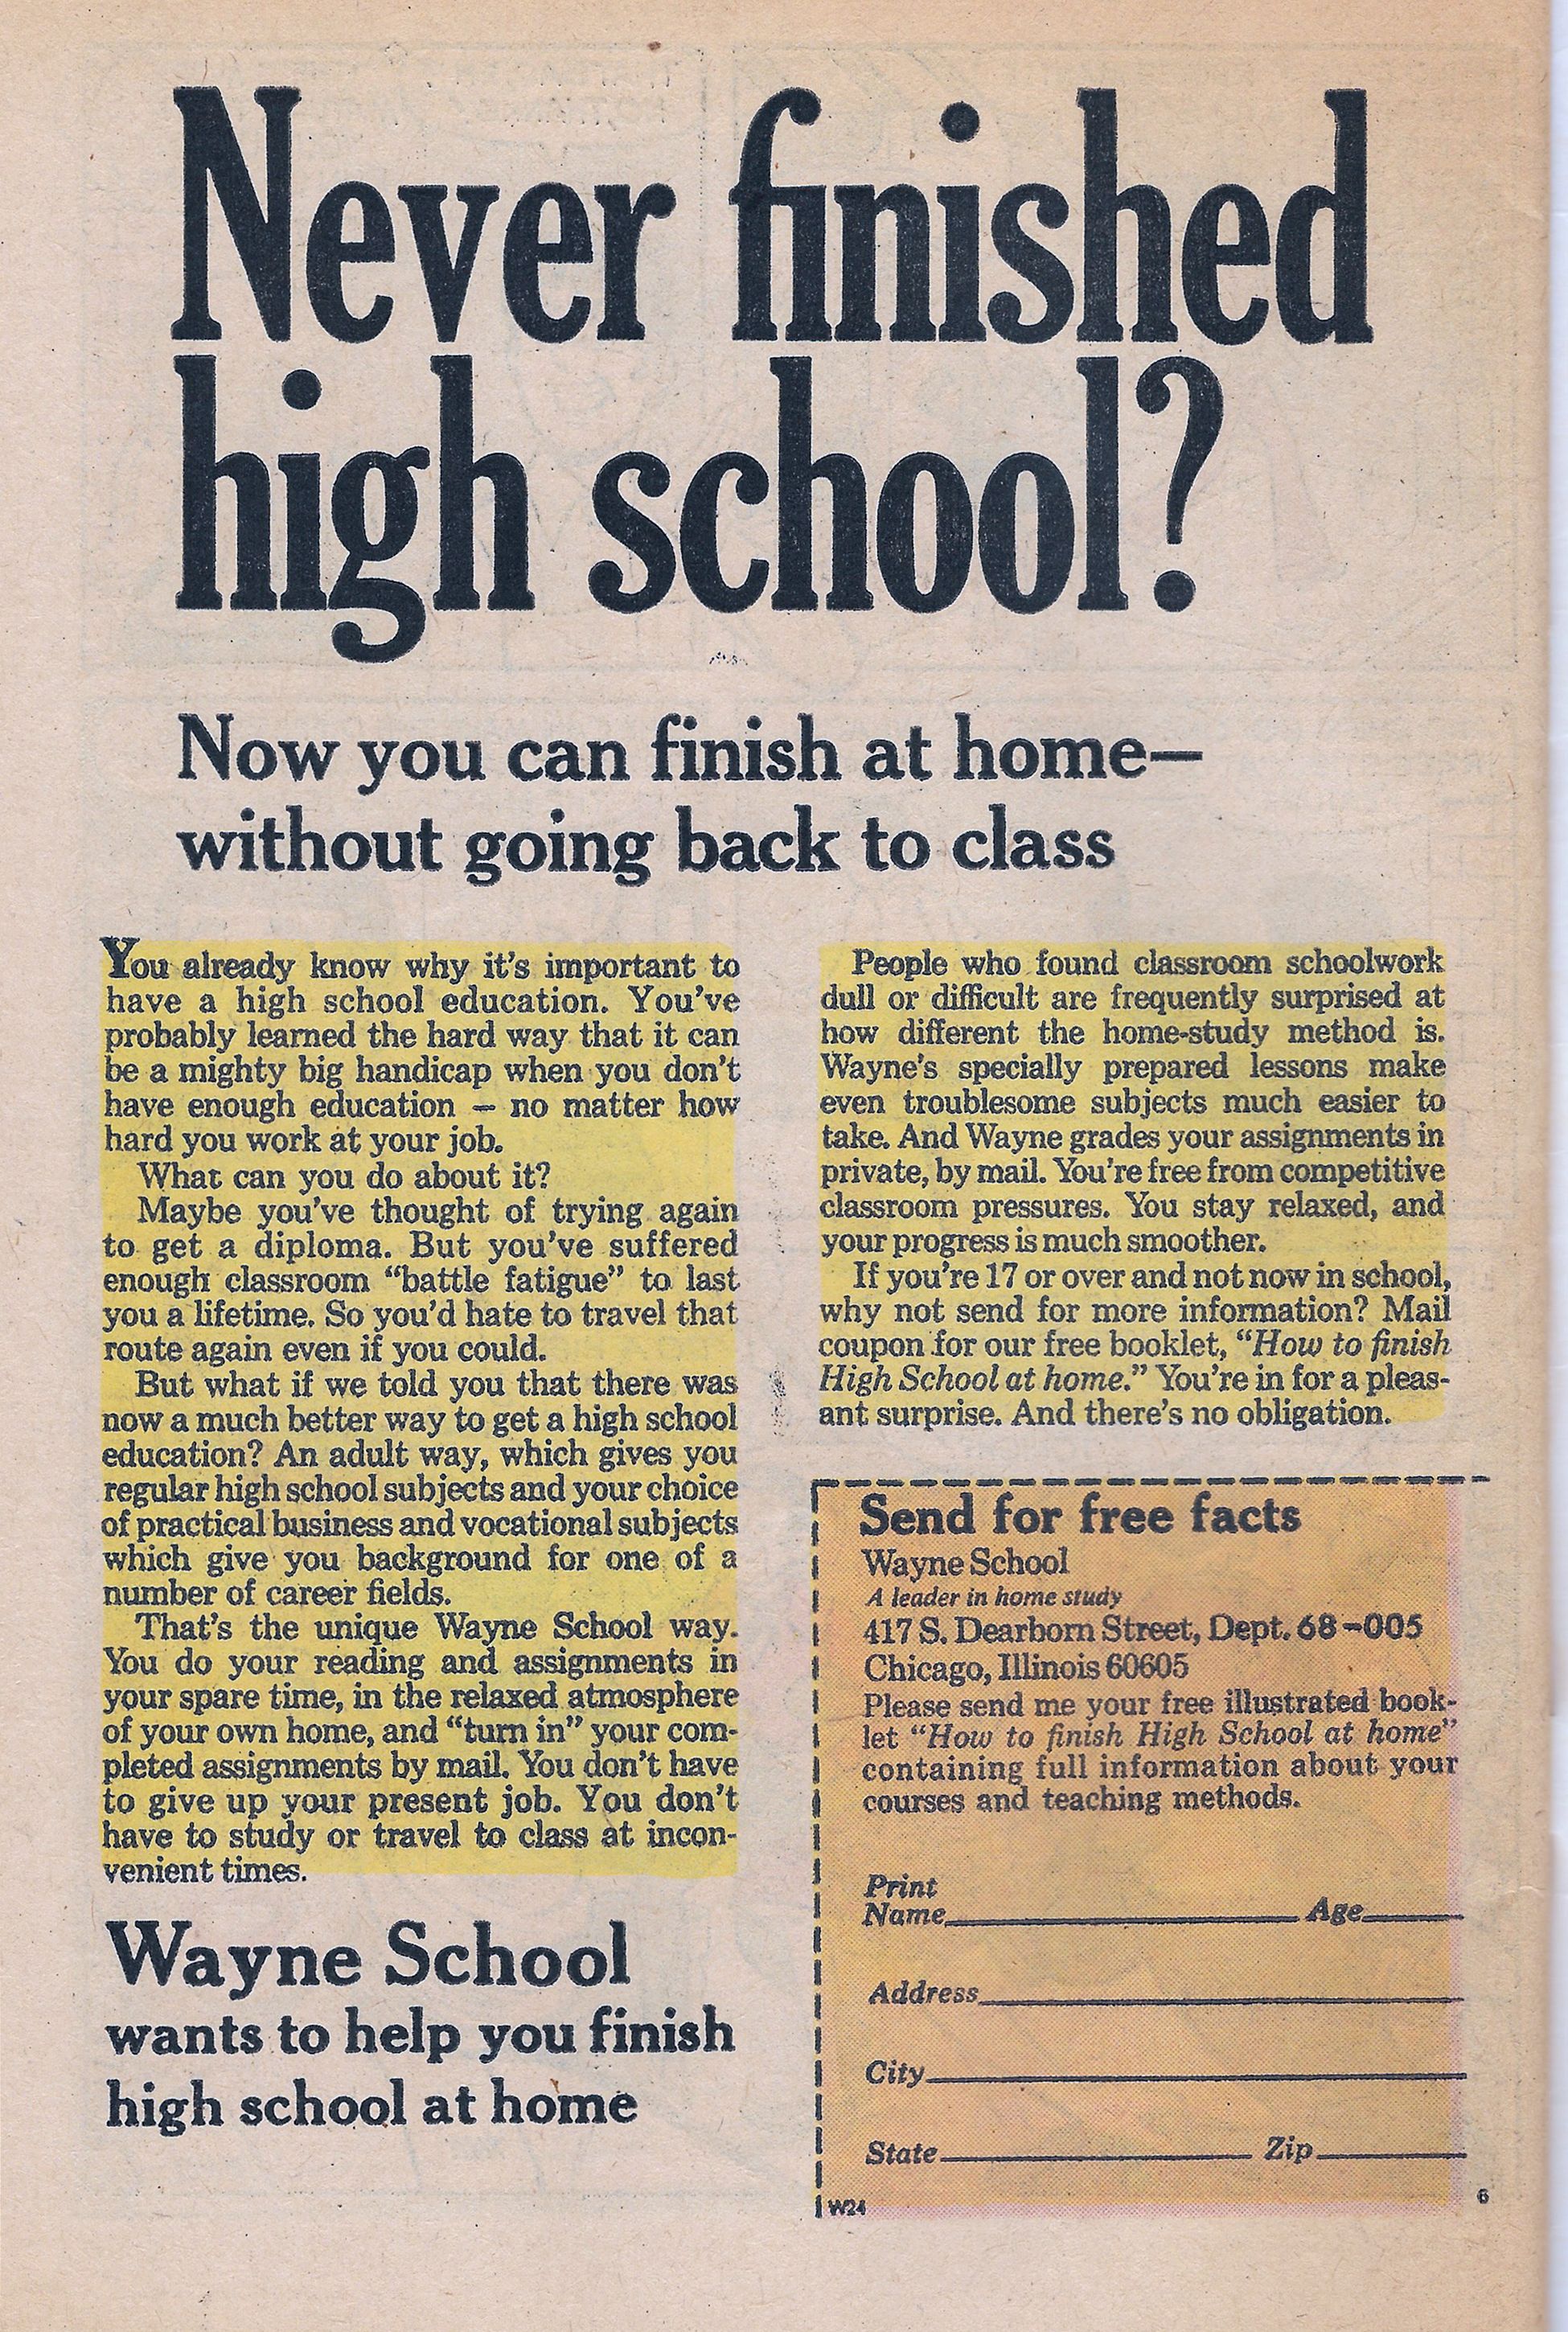 Never finished
high school?
Now you can finish at home—
without going back to class
You already know why it's important to
have a high school education. You've
probably learned the hard way that it can
be a mighty big handicap when you don't
have enough education – no matter how
hard you work at your job.
What can you do about it?
Maybe you've thought of trying again
to get a diploma. But you've suffered
enough classroom “battle fatigue” to last
you a lifetime. So you'd hate to travel that
route again even if you could.
But what if we told you that there was
now a much better way to get a high school
education? An adult way, which gives you
regular high school subjects and your choice
of practical business and vocational subjects
which give you background for one of a
number of career fields.
That's the unique Wayne School way.
You do your reading and assignments in
your spare time, in the relaxed atmosphere
of your own home, and “turn in” your com-
pleted assignments by mail. You don't have
to give up your present job. You don't
have to study or travel to class at incon-
venient times.
Wayne School
wants to help you finish
high school at home
People who found classroom schoolwork
dull or difficult are frequently surprised at
how different the home-study method is.
Wayne's specially prepared lessons make
even troublesome subjects much easier to
take. And Wayne grades your assignments in
private, by mail. You're free from competitive
classroom pressures. You stay relaxed, and
your progress is much smoother.
If you're 17 or over and not now in school,
why not send for more information? Mail
coupon for our free booklet, “How to finish
High School at home.” You're in for a pleas-
ant surprise. And there's no obligation.
Send for free facts
Wayne School
A leader in home study
417 S. Dearborn Street, Dept. 68-005
Chicago, Illinois 60605
Please send me your free illustrated book-
let “How to finish High School at home”
containing full information about your
courses and teaching methods.
Print
Name Age
Address
City
State Zip
W24
6